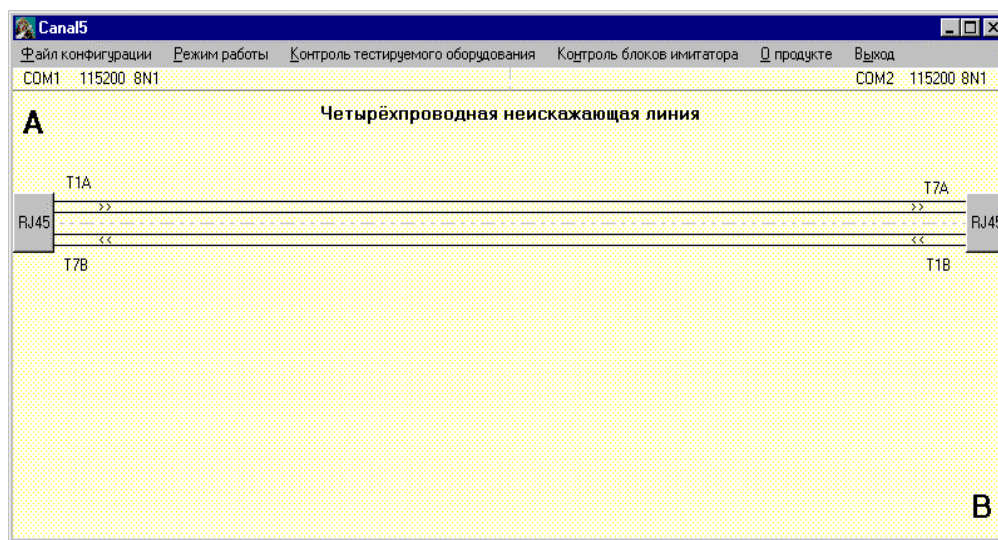 Canal5
Файл конфигурации Режим работы Контроль тестируемого оборудования Контроль блоков имитатора О продукте Выход
COM1 115200 8N1 COM2 115200 8N1
A
Четырёхпроводная неискажающая линия
T1A T7A
>> >>
RJ45 RJ45
<< <<
T7B T1B
B